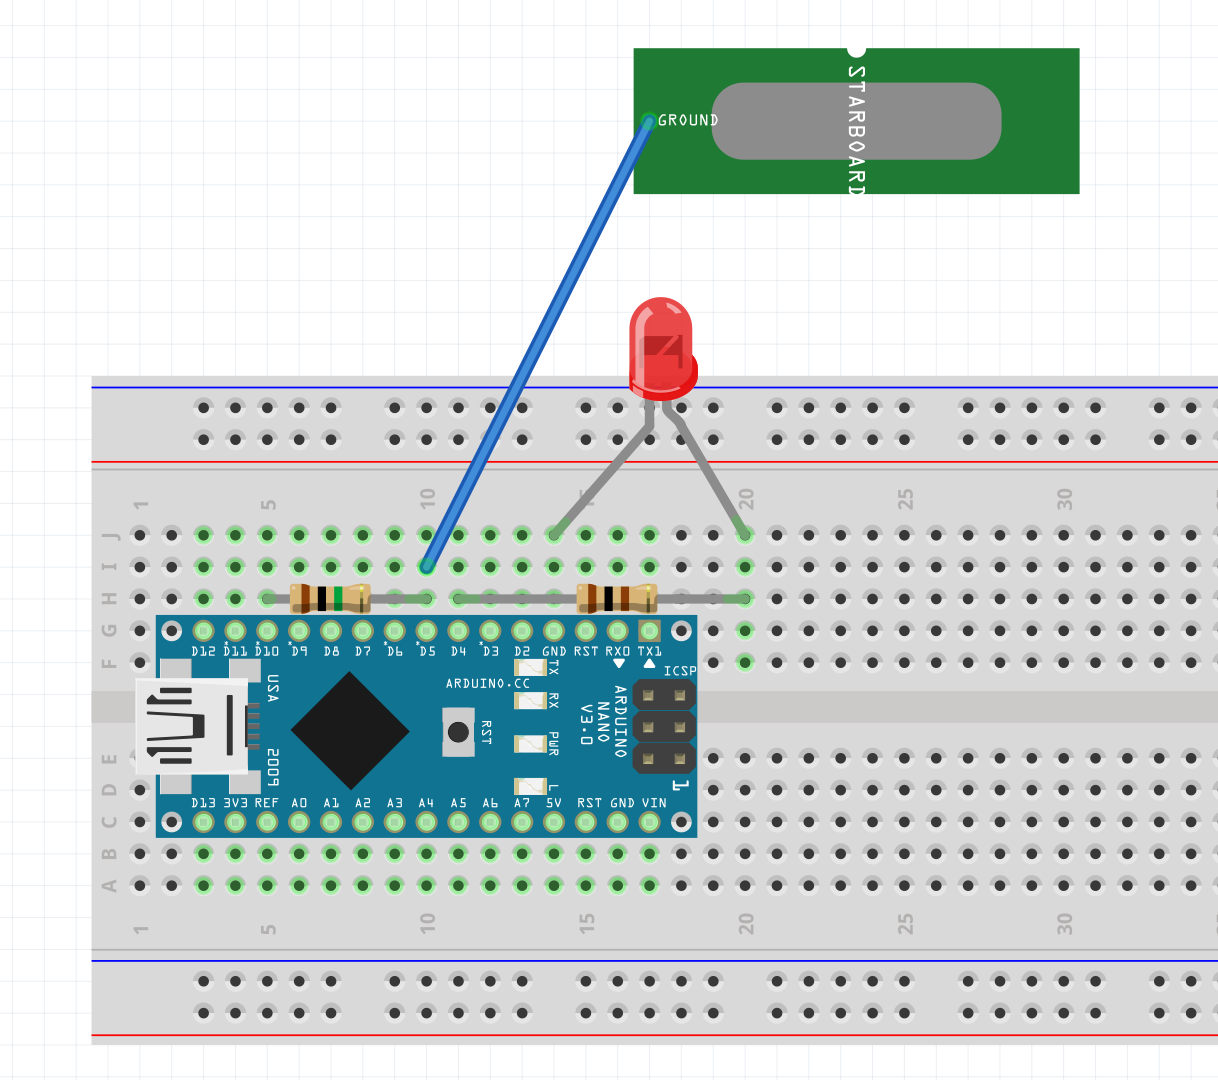 STARBOARD
GROUND
1 5 10 15 20 25 30
J
I
H
G
F
D12 D11 D10 D9 D8 D7 D6 D5 D4 D3 D2 GND RST RX0 TX1
* * * * * *
ICSP
ARDUINO.CC
TX
RX
PWR
L
USA
2009
RST
ARDUINO
NANO
V3.0
1
D13 3V3 REF A0 A1 A2 A3 A4 A5 A6 A7 5V RST GND VIN
E
D
C
B
A
1 5 10 15 20 25 30